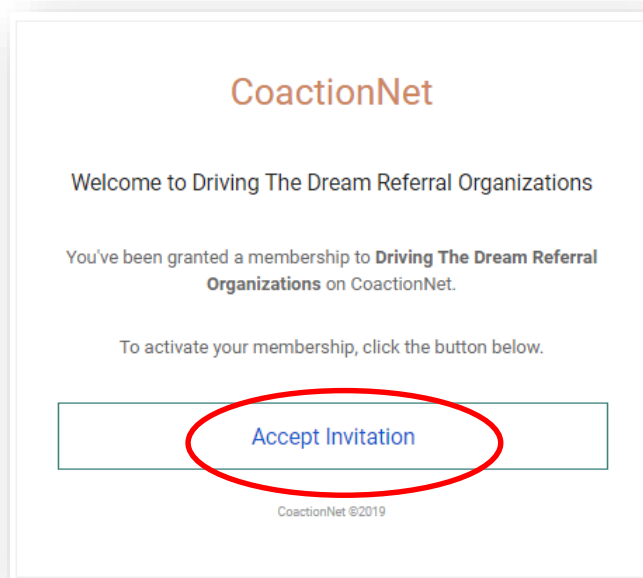 CoactionNet
Welcome to Driving The Dream Referral Organizations
You've been granted a membership to Driving The Dream Referral
Organizations on CoactionNet.
To activate your membership, click the button below.
Accept Invitation
CoactionNet ©2019